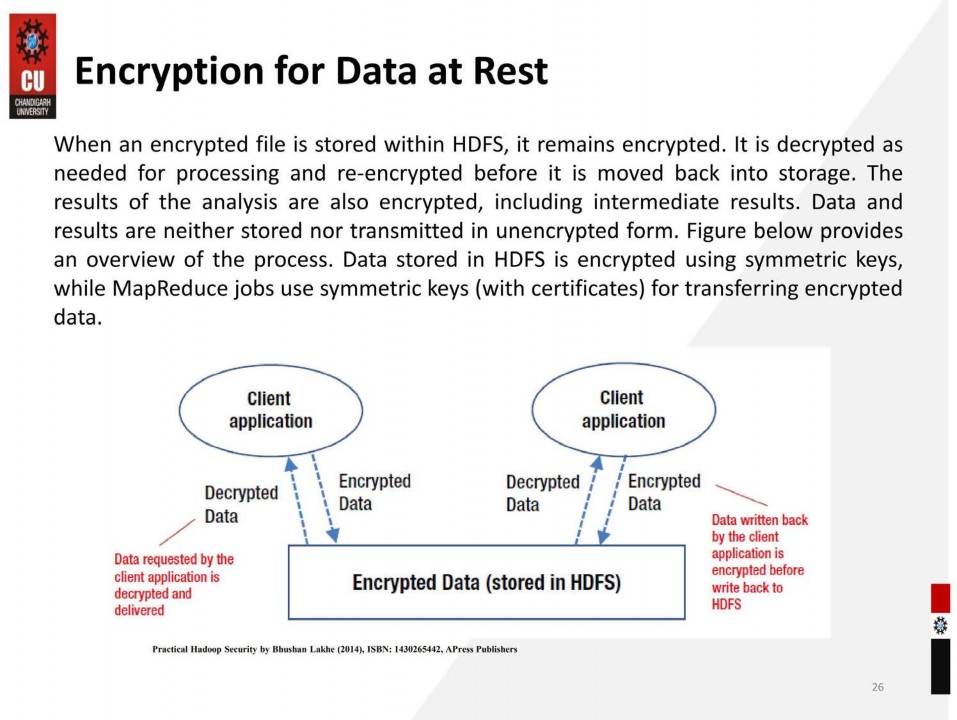 CU
CHANDIGARH
UNIVERSITY
Encryption for Data at Rest
When an encrypted file is stored within HDFS, it remains encrypted. It is decrypted as
needed for processing and re-encrypted before it is moved back into storage. The
results of the analysis are also encrypted, including intermediate results. Data and
results are neither stored nor transmitted in unencrypted form. Figure below provides
an overview of the process. Data stored in HDFS is encrypted using symmetric keys,
while MapReduce jobs use symmetric keys (with certificates) for transferring encrypted
data.
Client
application
Client
application
Decrypted
Data
Encrypted
Data
Decrypted
Data
Encrypted
Data
Data requested by the
client application is
decrypted and
delivered
Data written back
by the client
application is
encrypted before
write back to
HDFS
Encrypted Data (stored in HDFS)
Practical Hadoop Security by Bhushan Lakhe (2014), ISBN: 1430265442, APress Publishers
26